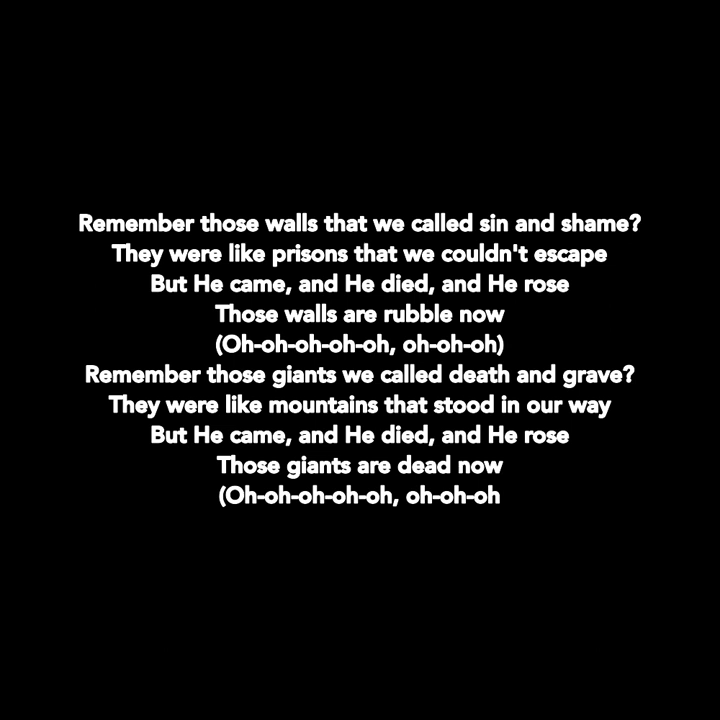 Remember those walls that we called sin and shame?
They were like prisons that we couldn't escape
But He came, and He died, and He rose
Those walls are rubble now
(Oh-oh-oh-oh-oh, oh-oh-oh)
Remember those giants we called death and grave?
They were like mountains that stood in our way
But He came, and He died, and He rose
Those giants are dead now
(Oh-oh-oh-oh-oh, oh-oh-oh